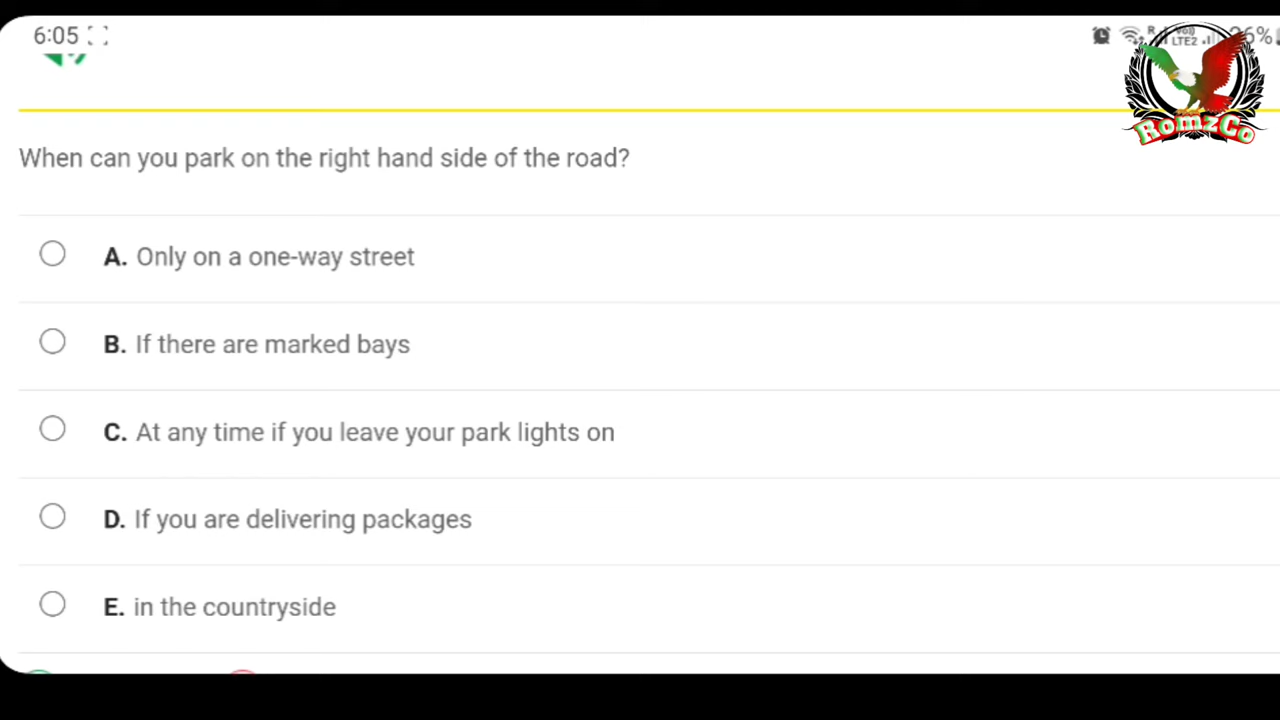 6:05
RomzCo
When can you park on the right hand side of the road?
A. Only on a one-way street
B. If there are marked bays
C. At any time if you leave your park lights on
D. If you are delivering packages
E. in the countryside